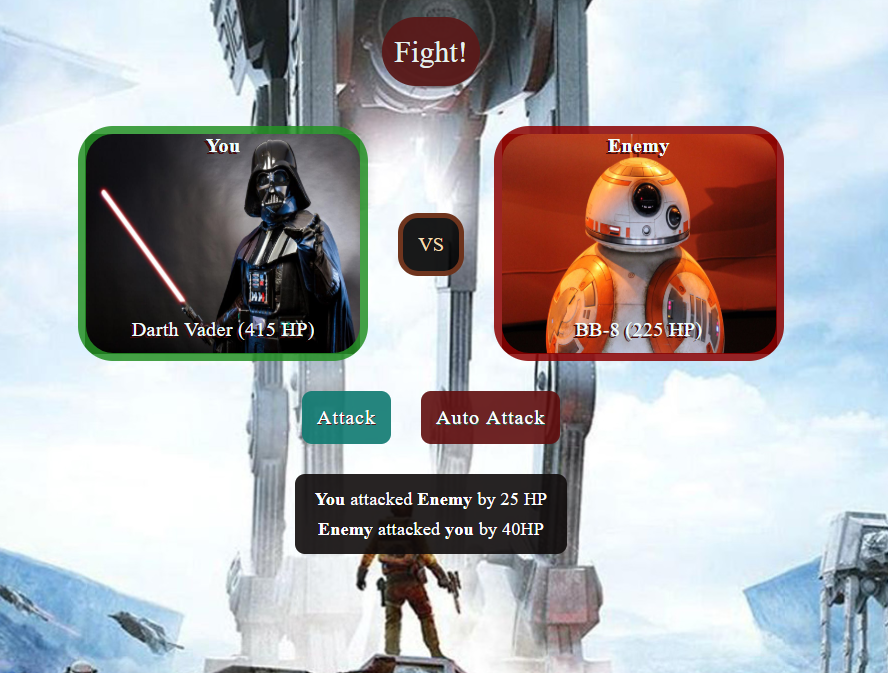 Fight!
You
Enemy
VS
Darth Vader (415 HP)
BB-8 (225 HP)
Attack
Auto Attack
You attacked Enemy by 25 HP
Enemy attacked you by 40HP